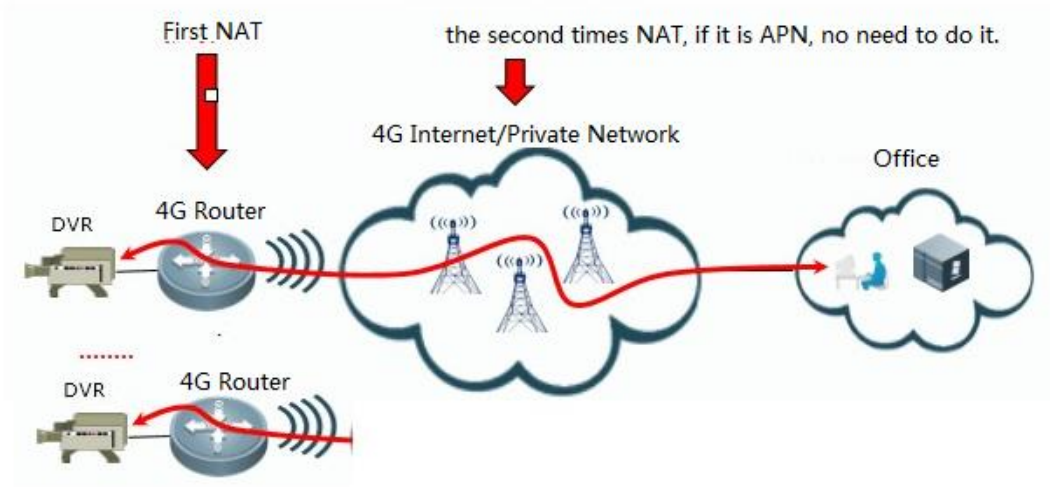 First NAT
the second times NAT, if it is APN, no need to do it.
4G Internet/Private Network
Office
4G Router
DVR
4G Router
DVR